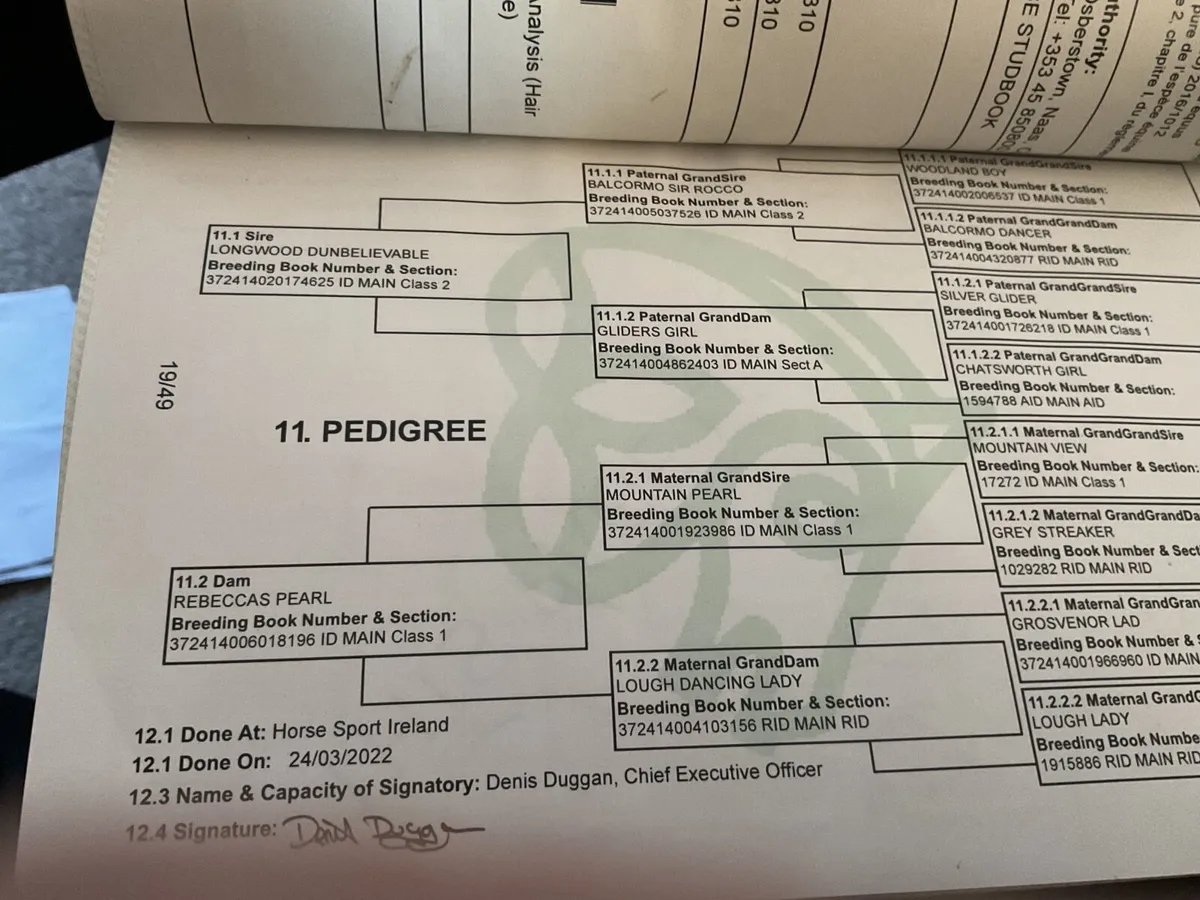 Analysis (Hair
e)
310
310
310
E STUDBOOK
Tel: +353 45 850800
Osberstown, Naas,
thority:
e 2, chapitre I, du
pure de l'espèce équine
2016/1012
equus
11.1.1.1 Paternal GrandGrandSire
WOODLAND BOY
Breeding Book Number & Section:
372414002006537 ID MAIN Class 1
11.1.1 Paternal GrandSire
BALCORMO SIR ROCCO
Breeding Book Number & Section:
372414005037526 ID MAIN Class 2
11.1.1.2 Paternal GrandGrandDam
BALCORMO DANCER
Breeding Book Number & Section:
372414004320877 RID MAIN RID
11.1 Sire
LONGWOOD DUNBELIEVABLE
Breeding Book Number & Section:
372414020174625 ID MAIN Class 2
11.1.2.1 Paternal GrandGrandSire
SILVER GLIDER
Breeding Book Number & Section:
372414001726218 ID MAIN Class 1
11.1.2 Paternal GrandDam
GLIDERS GIRL
Breeding Book Number & Section:
372414004862403 ID MAIN Sect A
11.1.2.2 Paternal GrandGrandDam
CHATSWORTH GIRL
Breeding Book Number & Section:
1594788 AID MAIN AID
19/49
11. PEDIGREE
11.2.1.1 Maternal GrandGrandSire
MOUNTAIN VIEW
Breeding Book Number & Section:
17272 ID MAIN Class 1
11.2.1 Maternal GrandSire
MOUNTAIN PEARL
Breeding Book Number & Section:
372414001923986 ID MAIN Class 1
11.2.1.2 Maternal GrandGrandDa
GREY STREAKER
Breeding Book Number & Sect
1029282 RID MAIN RID
11.2 Dam
REBECCAS PEARL
Breeding Book Number & Section:
372414006018196 ID MAIN Class 1
11.2.2.1 Maternal GrandGran
GROSVENOR LAD
Breeding Book Number & S
372414001966960 ID MAIN
11.2.2 Maternal GrandDam
LOUGH DANCING LADY
Breeding Book Number & Section:
372414004103156 RID MAIN RID
11.2.2.2 Maternal GrandG
LOUGH LADY
Breeding Book Numbe
1915886 RID MAIN RID
12.1 Done At: Horse Sport Ireland
12.1 Done On: 24/03/2022
12.3 Name & Capacity of Signatory: Denis Duggan, Chief Executive Officer
12.4 Signature: